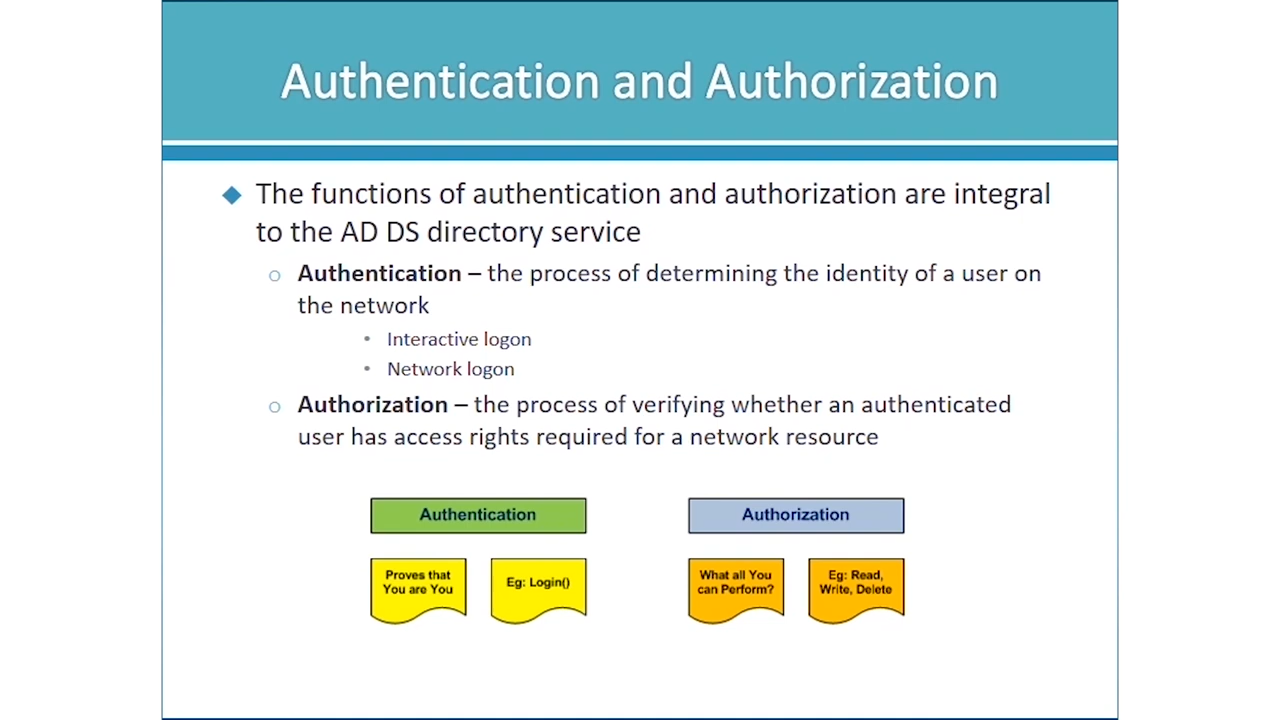 Authentication and Authorization
The functions of authentication and authorization are integral
to the AD DS directory service
Authentication – the process of determining the identity of a user on
the network
Interactive logon
Network logon
Authorization – the process of verifying whether an authenticated
user has access rights required for a network resource
Authentication
Authorization
Proves that
You are You
Eg: Login()
What all You
can Perform?
Eg: Read,
Write, Delete